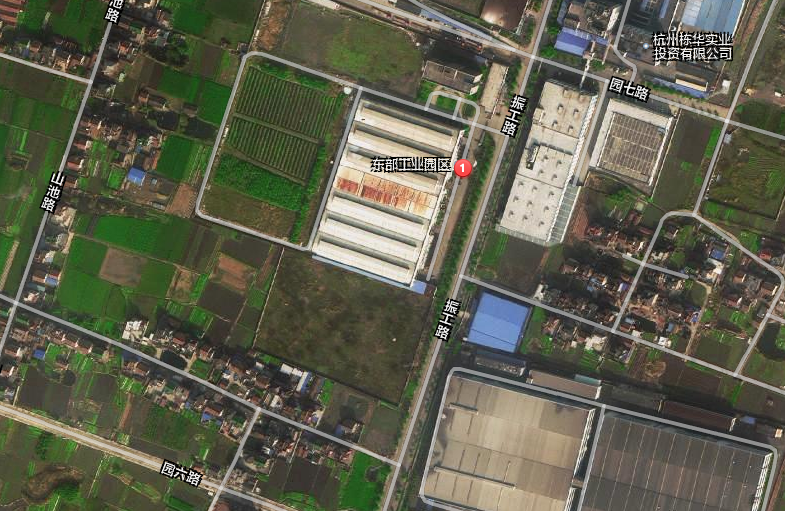 池路
杭州栋华实业
投资有限公司
园七路
振工路
东部工业园区
1
山池路
振工路
园六路